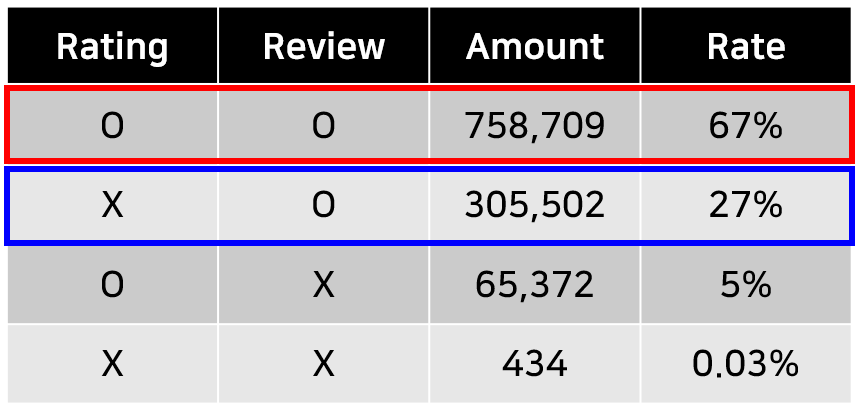 Rating Review Amount Rate
O O 758,709 67%
X O 305,502 27%
O X 65,372 5%
X X 434 0.03%